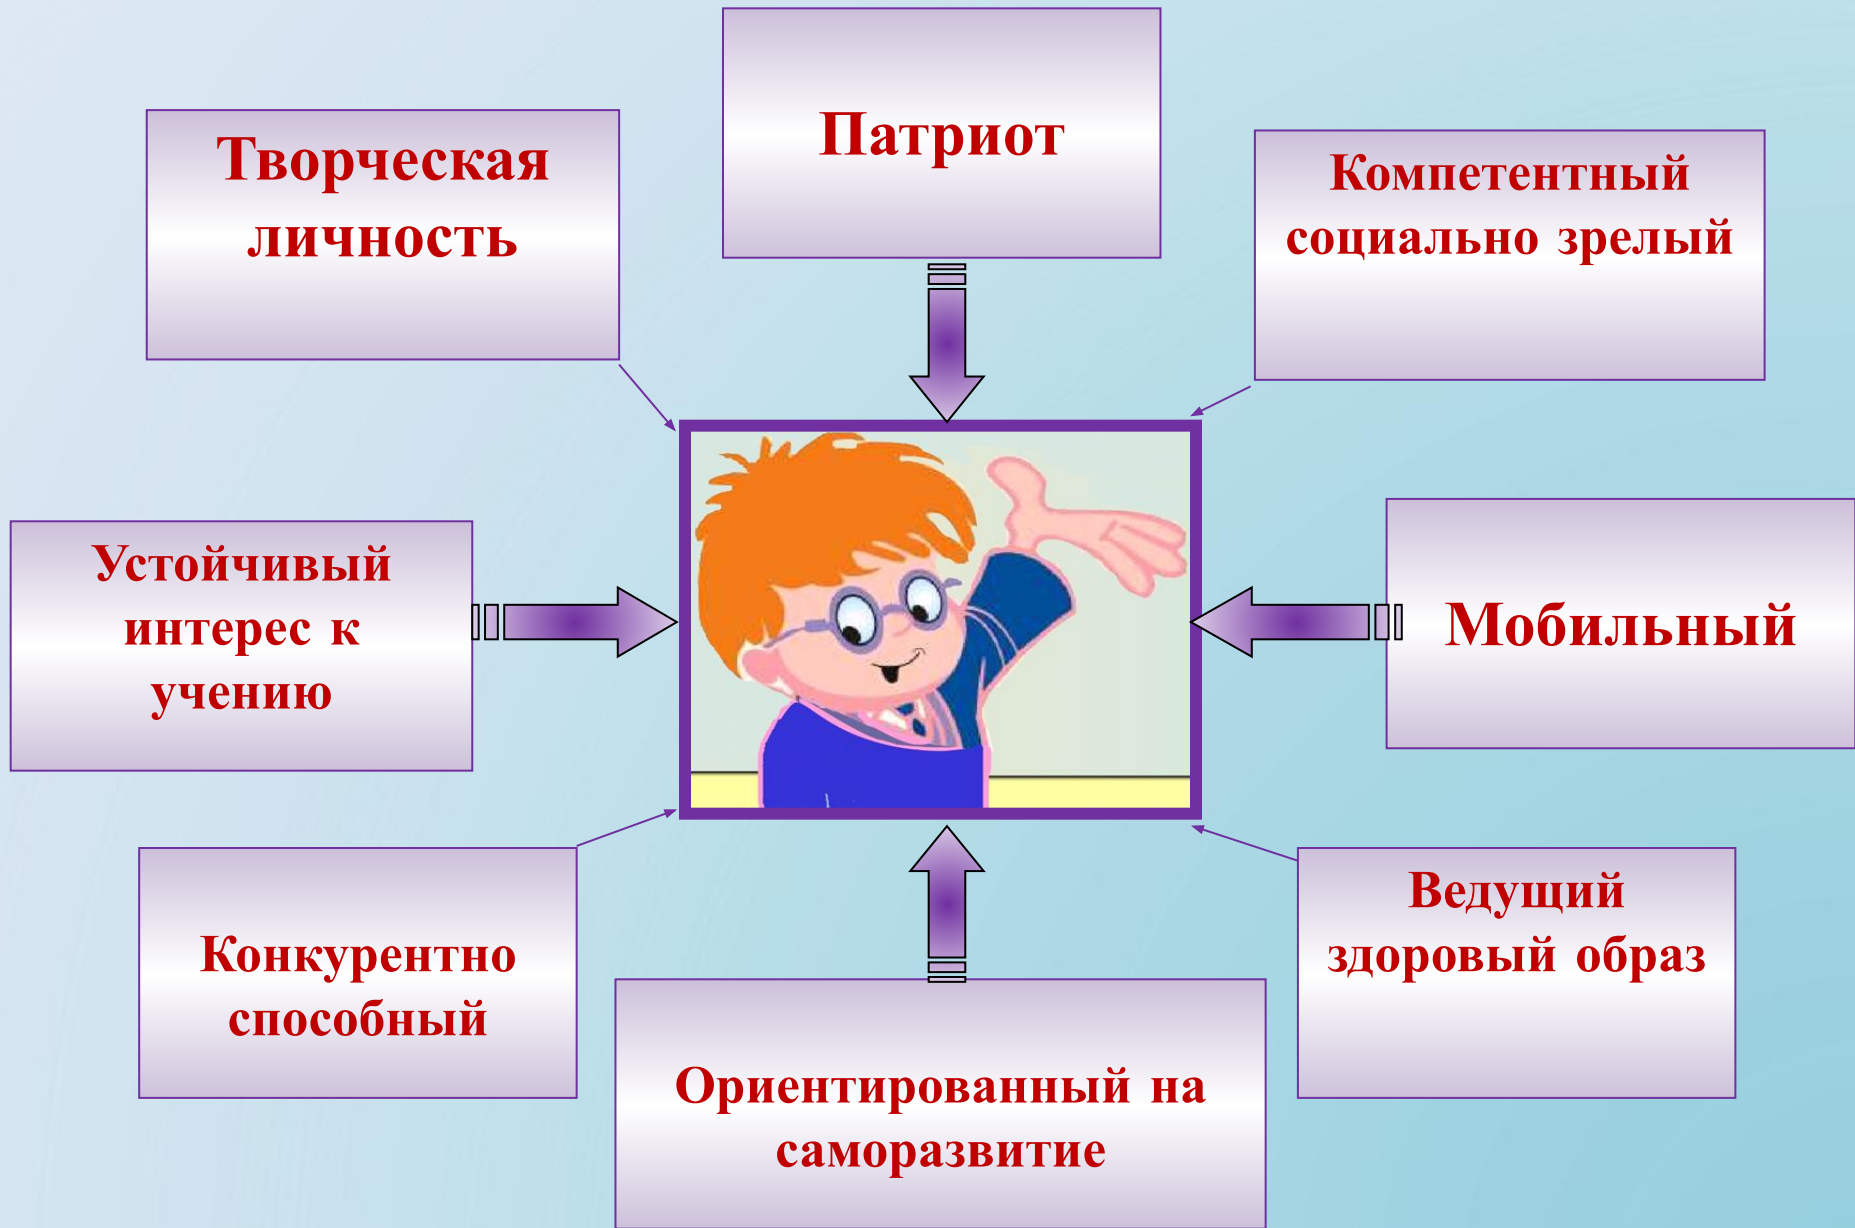 Патриот
Творческая
личность
Компетентный
социально зрелый
Устойчивый
интерес к
учению
Мобильный
Конкурентно
способный
Ведущий
здоровый образ
Ориентированный на
саморазвитие